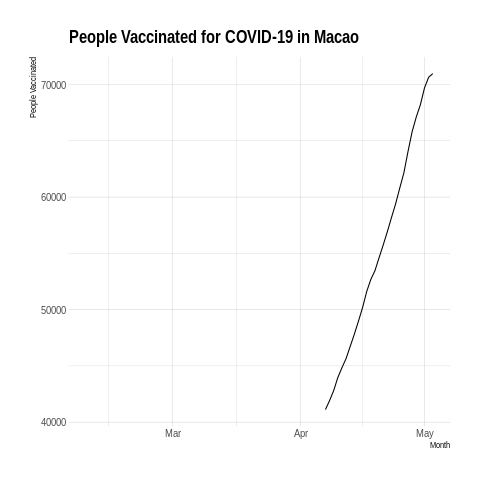 People Vaccinated for COVID-19 in Macao
People Vaccinated
70000
60000
50000
40000
Mar
Apr
May
Month